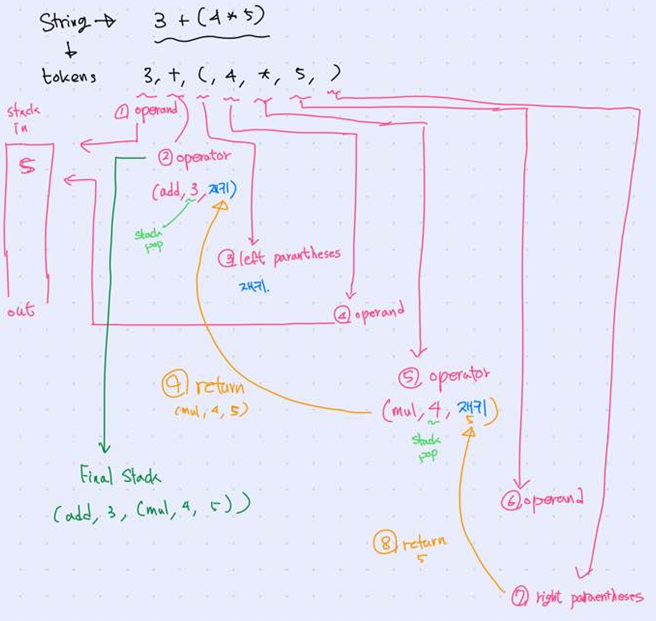 String → 3 + (4 * 5)
↓
tokens 3, +, (, 4, *, 5, )
stack
in
① operand
5
② operator
(add, 3, 재귀)
stack
pop
③ left parantheses
재귀.
out
④ operand
⑤ operator
⑨ return
(mul, 4, 5)
(mul, 4, 재귀)
5
stack
pop
Final Stack
(add, 3, (mul, 4, 5))
⑥ operand
⑧ return
5
⑦ right paraentheses